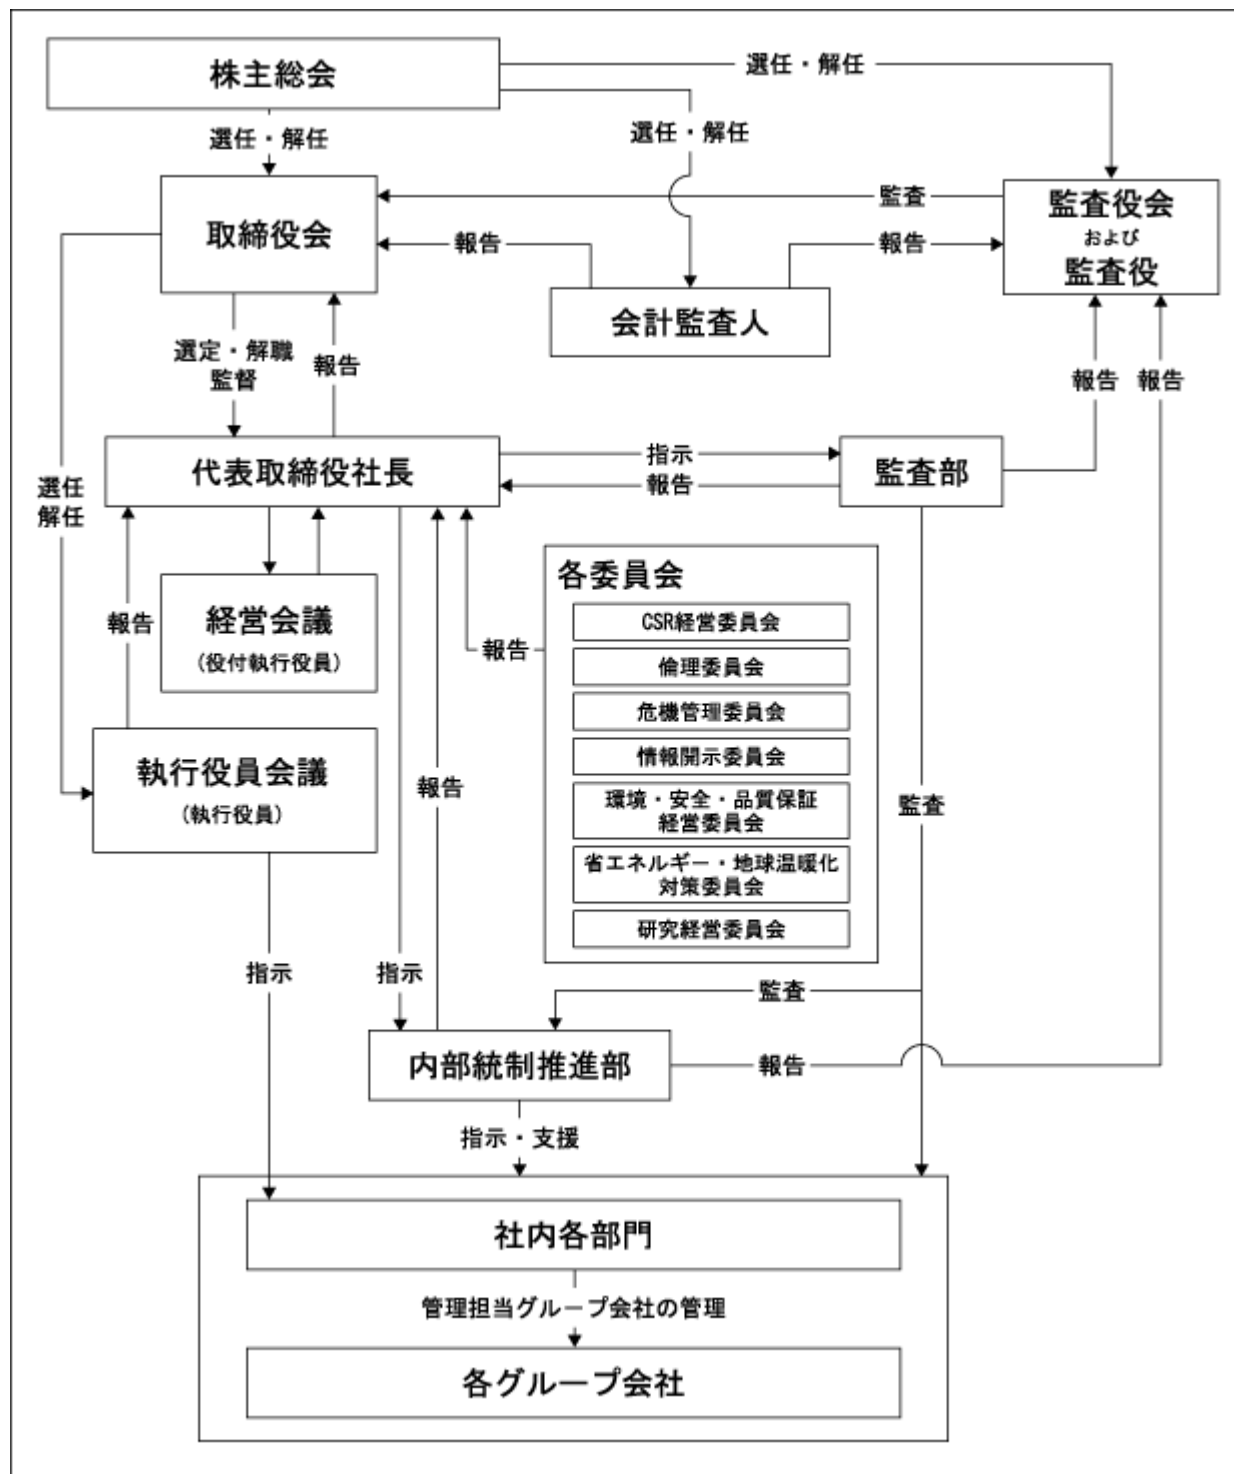 株主総会
選任・解任
選任・解任
選任・解任
取締役会
監査
監査役会
および
監査役
報告
報告
会計監査人
選定・解職
監督
報告
報告
報告
代表取締役社長
指示
報告
監査部
選任
解任
経営会議
(役付執行役員)
報告
報告
各委員会
CSR経営委員会
倫理委員会
危機管理委員会
情報開示委員会
環境・安全・品質保証
経営委員会
省エネルギー・地球温暖化
対策委員会
研究経営委員会
執行役員会議
(執行役員)
報告
監査
指示
指示
監査
内部統制推進部
報告
指示・支援
社内各部門
管理担当グループ会社の管理
各グループ会社